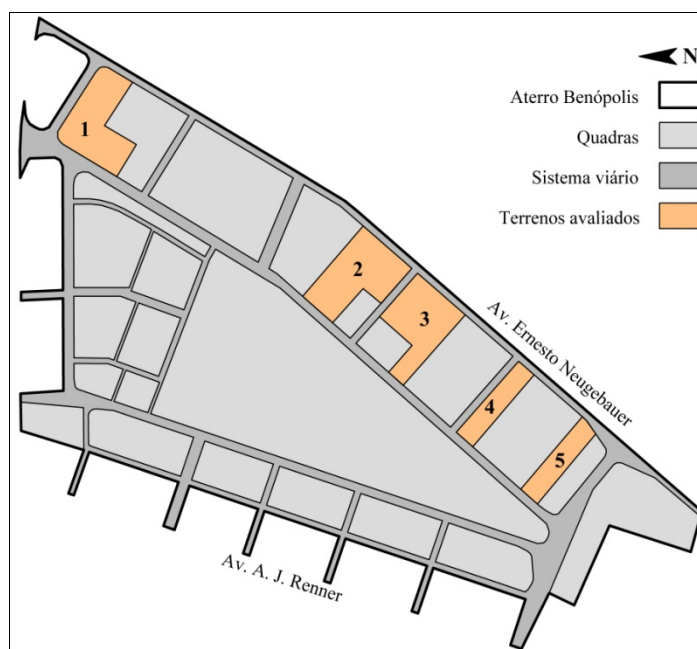 N
Aterro Benópolis
Quadras
Sistema viário
Terrenos avaliados
1
2
3
4
5
Av. Ernesto Neugebauer
Av. A. J. Renner